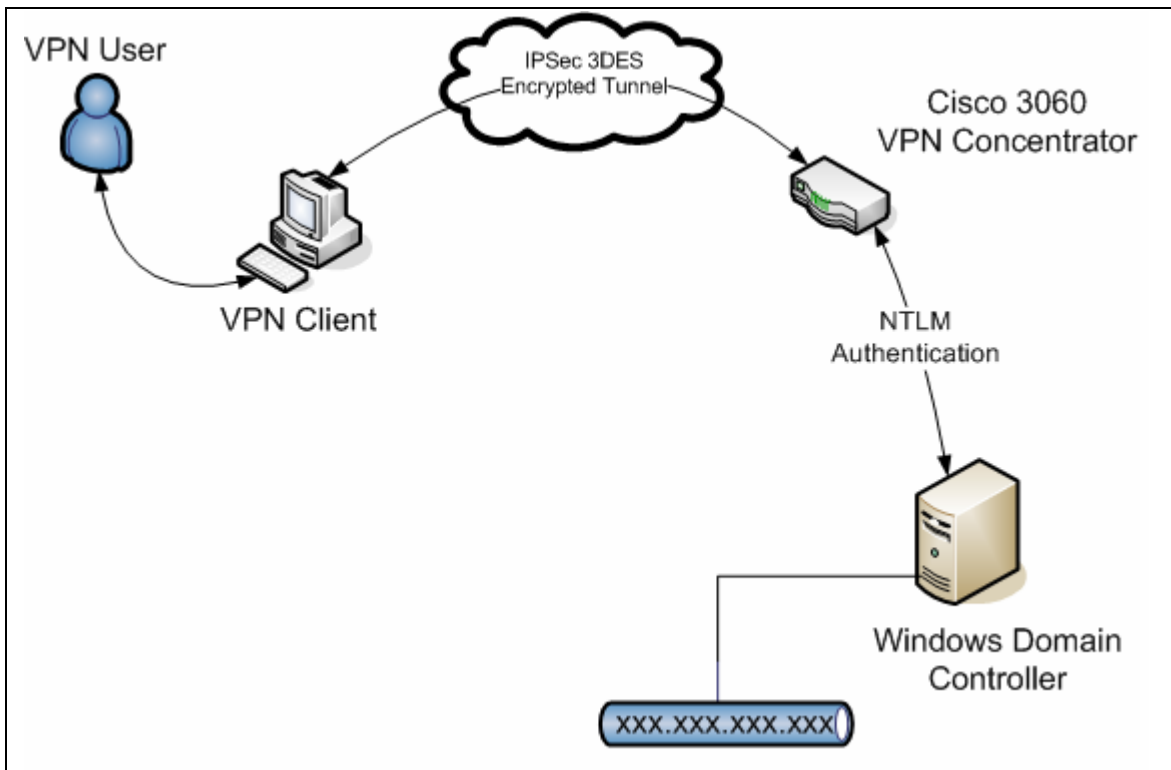 VPN User
IPSec 3DES
Encrypted Tunnel
Cisco 3060
VPN Concentrator
VPN Client
NTLM
Authentication
Windows Domain
Controller
XXX.XXX.XXX.XXX